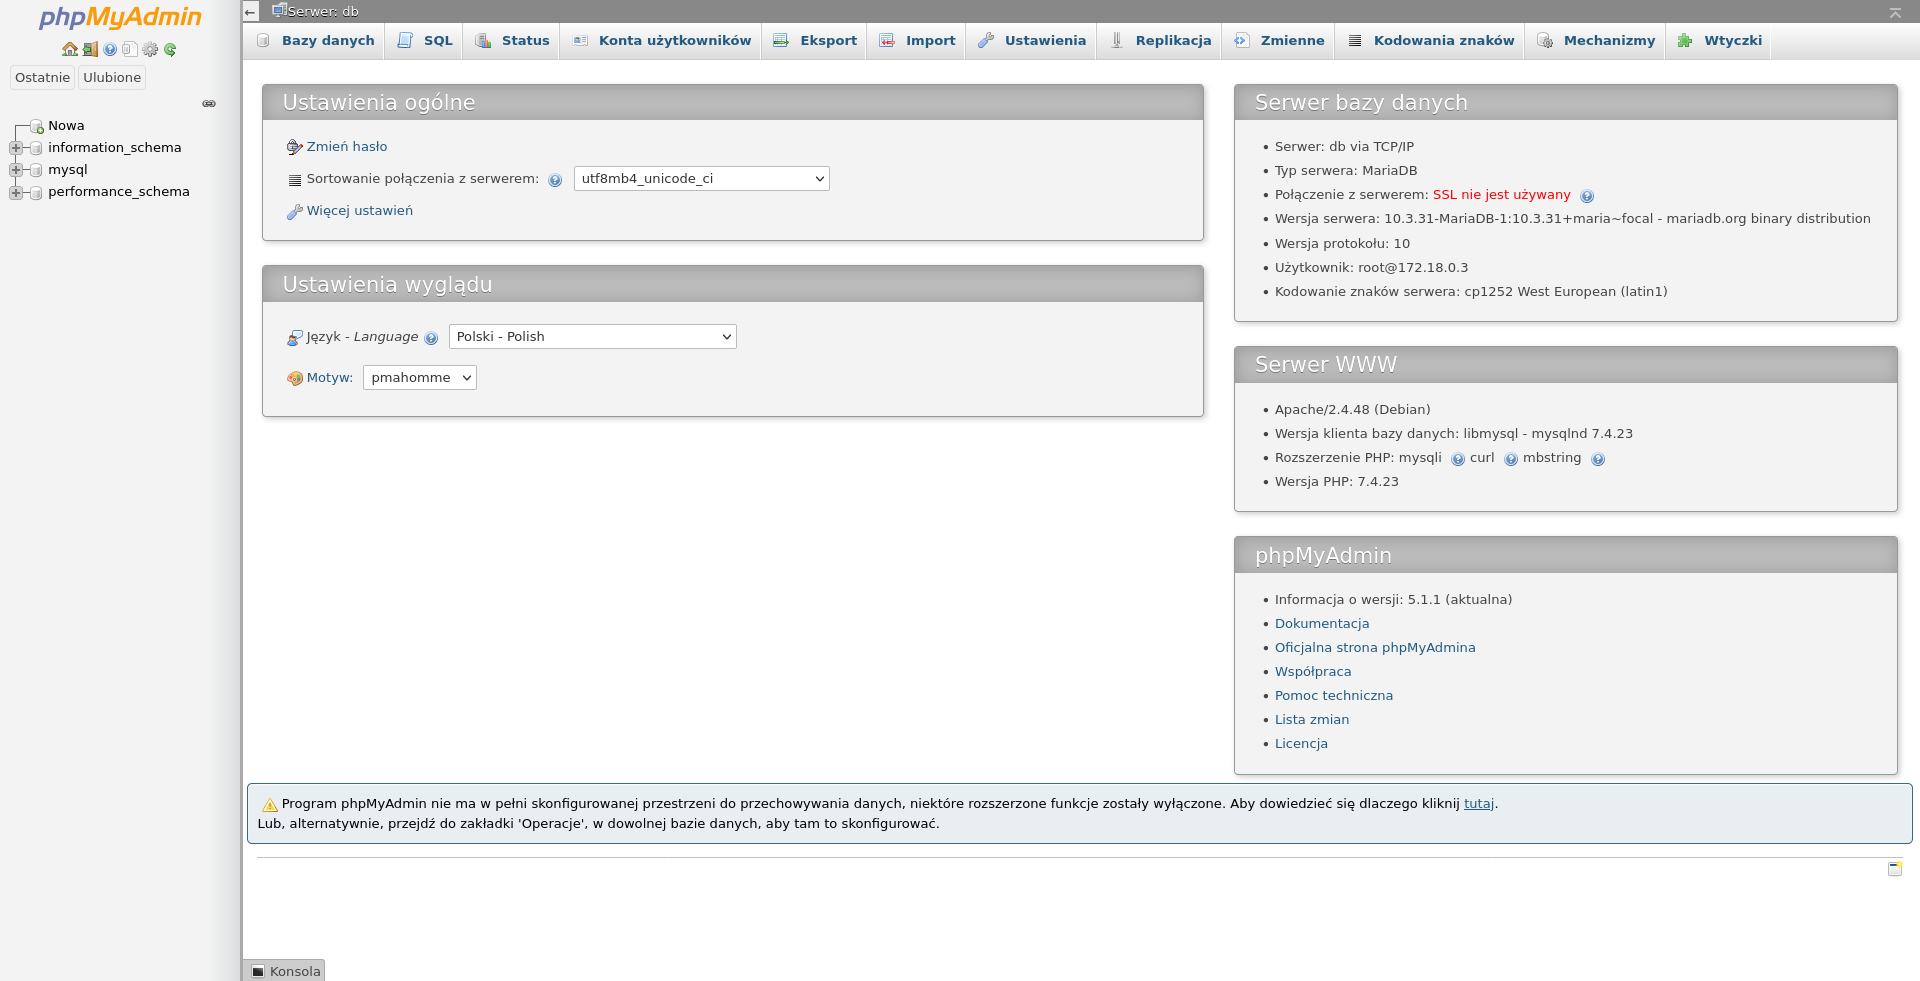 phpMyAdmin
Ostatnie Ulubione
Nowa
information_schema
mysql
performance_schema
Serwer: db
Bazy danych SQL Status Konta użytkowników Eksport Import Ustawienia Replikacja Zmienne Kodowania znaków Mechanizmy Wtyczki
Ustawienia ogólne
Zmień hasło
Sortowanie połączenia z serwerem: utf8mb4_unicode_ci
Więcej ustawień
Ustawienia wyglądu
Język - Language Polski - Polish
Motyw: pmahomme
Serwer bazy danych
• Serwer: db via TCP/IP
• Typ serwera: MariaDB
• Połączenie z serwerem: SSL nie jest używany
• Wersja serwera: 10.3.31-MariaDB-1:10.3.31+maria~focal - mariadb.org binary distribution
• Wersja protokołu: 10
• Użytkownik: root@172.18.0.3
• Kodowanie znaków serwera: cp1252 West European (latin1)
Serwer WWW
• Apache/2.4.48 (Debian)
• Wersja klienta bazy danych: libmysql - mysqlnd 7.4.23
• Rozszerzenie PHP: mysqli curl mbstring
• Wersja PHP: 7.4.23
phpMyAdmin
• Informacja o wersji: 5.1.1 (aktualna)
• Dokumentacja
• Oficjalna strona phpMyAdmina
• Współpraca
• Pomoc techniczna
• Lista zmian
• Licencja
Program phpMyAdmin nie ma w pełni skonfigurowanej przestrzeni do przechowywania danych, niektóre rozszerzone funkcje zostały wyłączone. Aby dowiedzieć się dlaczego kliknij tutaj.
Lub, alternatywnie, przejdź do zakładki 'Operacje', w dowolnej bazie danych, aby tam to skonfigurować.
Konsola